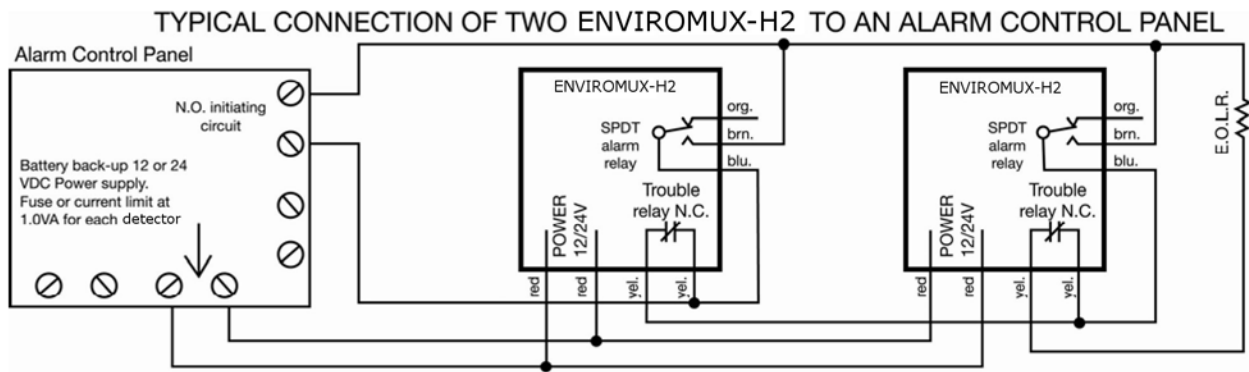 TYPICAL CONNECTION OF TWO ENVIROMUX-H2 TO AN ALARM CONTROL PANEL
Alarm Control Panel
N.O. initiating
circuit
Battery back-up 12 or 24
VDC Power supply.
Fuse or current limit at
1.0VA for each detector
ENVIROMUX-H2
SPDT
alarm
relay
org.
brn.
blu.
Trouble
relay N.C.
POWER
12/24V
red
red
yel.
yel.
ENVIROMUX-H2
SPDT
alarm
relay
org.
brn.
blu.
Trouble
relay N.C.
POWER
12/24V
red
red
yel.
yel.
E.O.L.R.